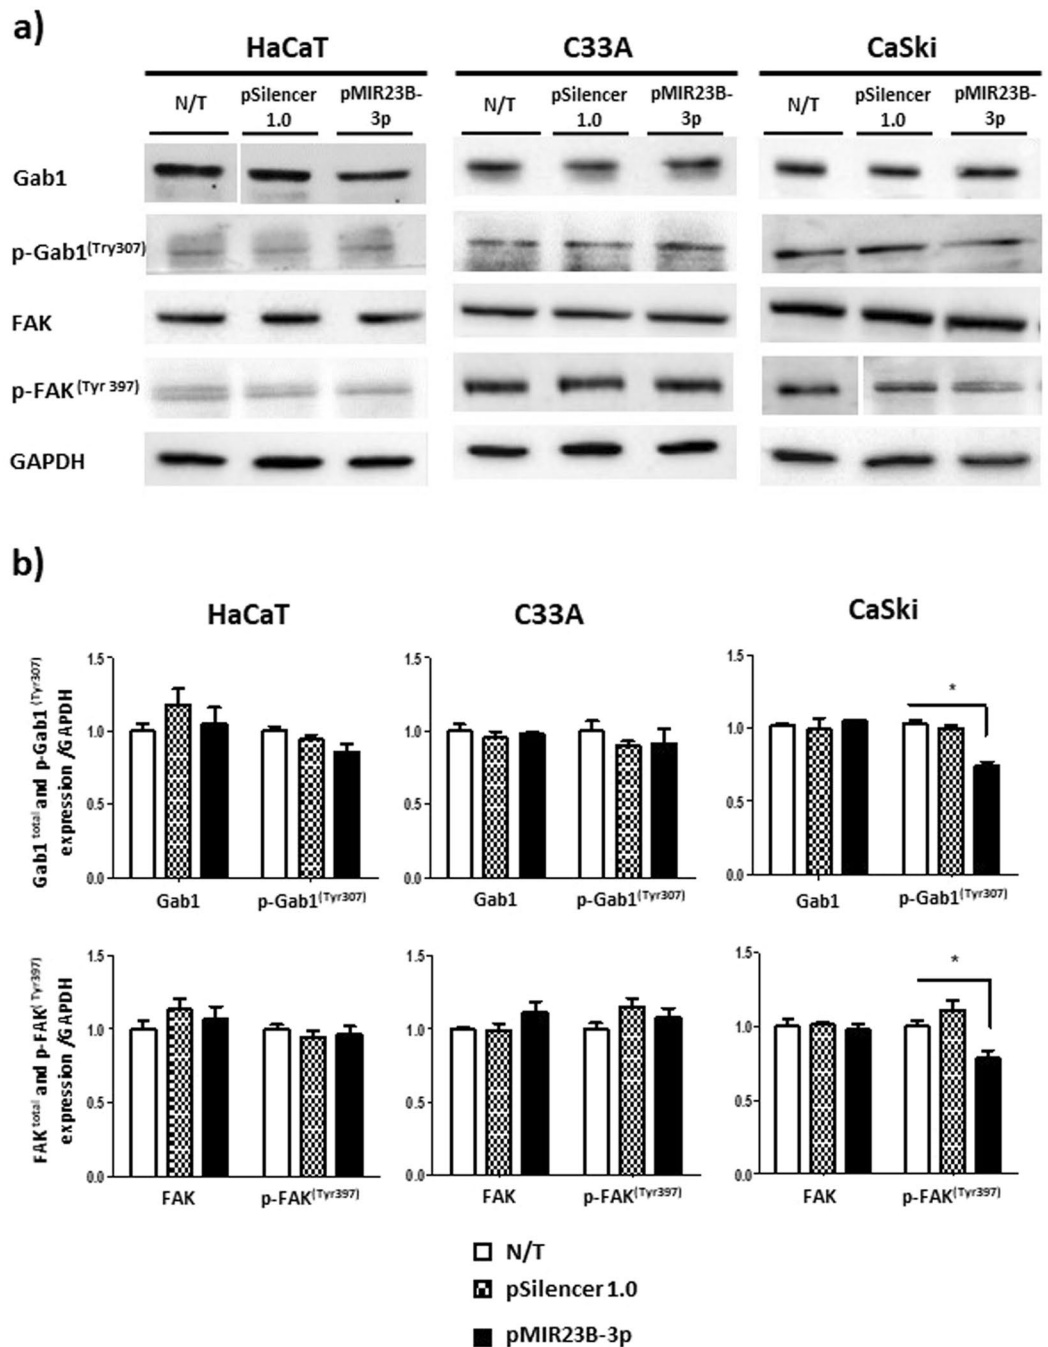 a)
HaCaT C33A CaSki
N/T pSilencer 1.0 pMIR23B-3p N/T pSilencer 1.0 pMIR23B-3p N/T pSilencer 1.0 pMIR23B-3p
Gab1
p-Gab1(Try307)
FAK
p-FAK(Tyr 397)
GAPDH
b)
HaCaT C33A CaSki
Gab1 total and p-Gab1(Tyr307)
expression /GAPDH
1.5 1.5 1.5
*
1.0 1.0 1.0
0.5 0.5 0.5
0.0 0.0 0.0
Gab1 p-Gab1(Tyr307) Gab1 p-Gab1(Tyr307) Gab1 p-Gab1(Tyr307)
FAK total and p-FAK(Tyr397)
expression /GAPDH
1.5 1.5 1.5
*
1.0 1.0 1.0
0.5 0.5 0.5
0.0 0.0 0.0
FAK p-FAK(Tyr397) FAK p-FAK(Tyr397) FAK p-FAK(Tyr397)
N/T
pSilencer 1.0
pMIR23B-3p